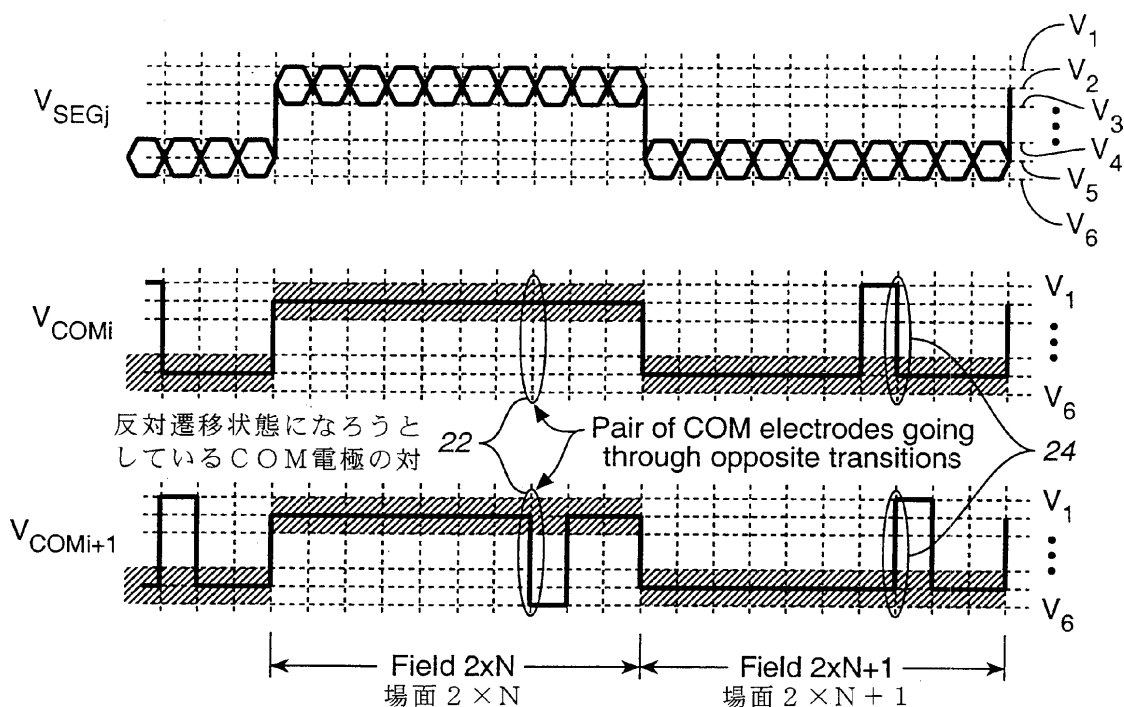 V1
V2
V3
V4
V5
V6
VSEGj
VCOMi
V1
V6
反対遷移状態になろうと
しているCOM電極の対
22
Pair of COM electrodes going
through opposite transitions
24
VCOMi+1
V1
V6
Field 2xN
場面2×N
Field 2xN+1
場面2×N+1